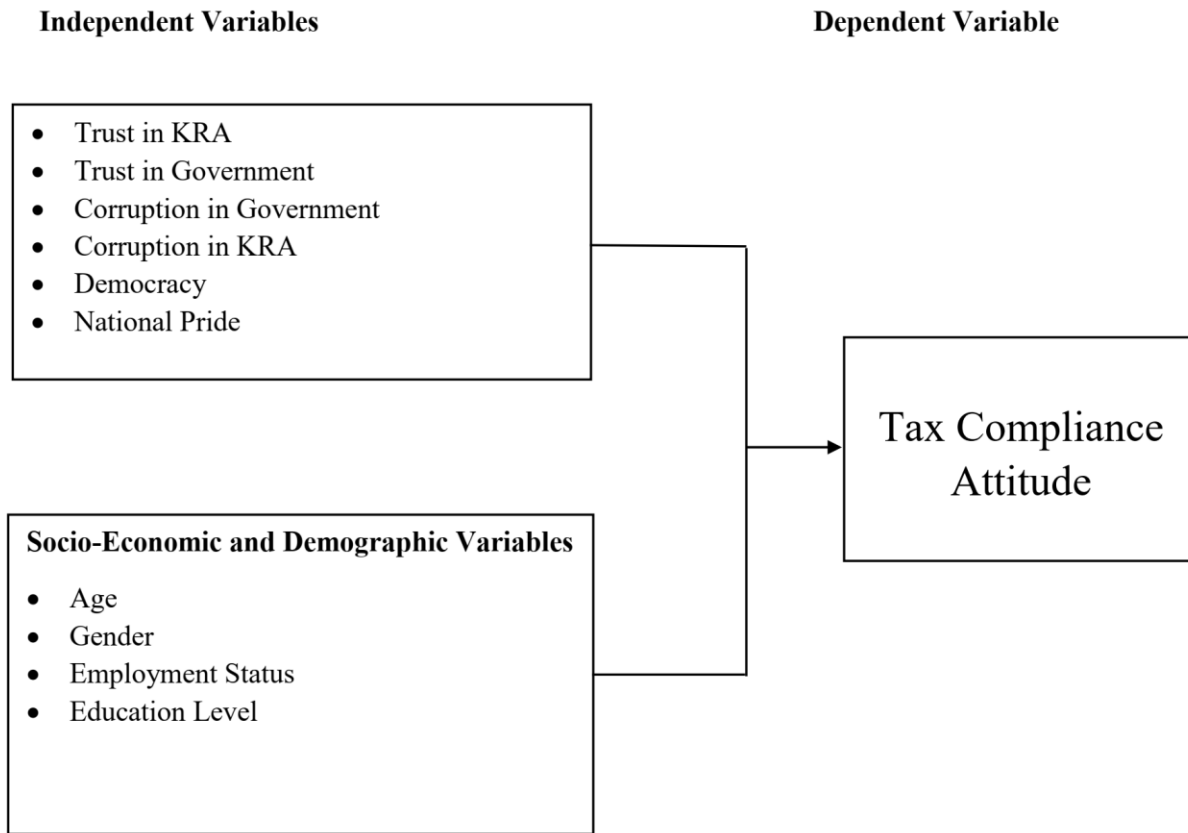 Independent Variables
Dependent Variable
• Trust in KRA
• Trust in Government
• Corruption in Government
• Corruption in KRA
• Democracy
• National Pride
Tax Compliance
Attitude
Socio-Economic and Demographic Variables
• Age
• Gender
• Employment Status
• Education Level